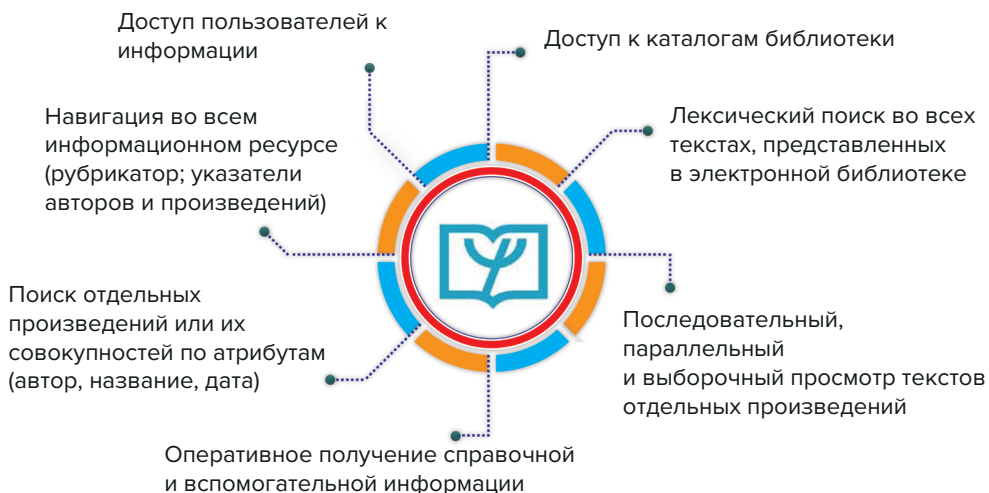 Доступ пользователей к
информации
Доступ к каталогам библиотеки
Навигация во всем
информационном ресурсе
(рубрикатор; указатели
авторов и произведений)
Лексический поиск во всех
текстах, представленных
в электронной библиотеке
Поиск отдельных
произведений или их
совокупностей по атрибутам
(автор, название, дата)
Последовательный,
параллельный
и выборочный просмотр текстов
отдельных произведений
Оперативное получение справочной
и вспомогательной информации